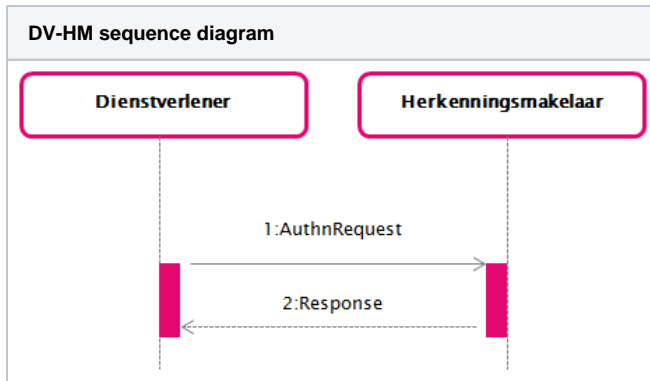 DV-HM sequence diagram
Dienstverlener
Herkenningsmakelaar
1:AuthnRequest
2:Response